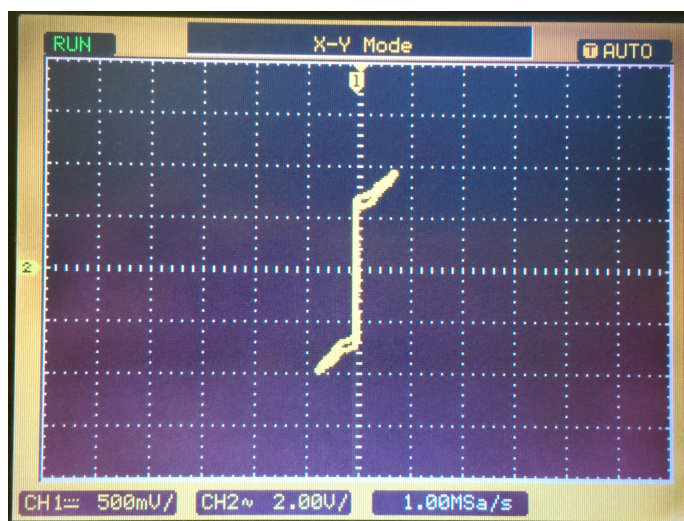 RUN
X-Y Mode
T AUTO
1
2
CH1 500mV/ CH2~ 2.00V/ 1.00MSa/s